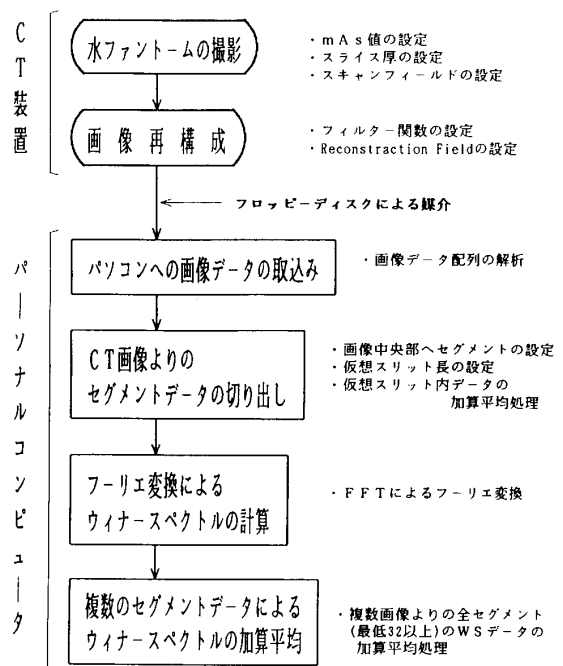 CT装置
水ファントームの撮影
・mAs値の設定
・スライス厚の設定
・スキャンフィールドの設定
画像再構成
・フィルター関数の設定
・Reconstraction Fieldの設定
フロッピーディスクによる媒介
パーソナルコンピュータ
パソコンへの画像データの取込み
・画像データ配列の解析
CT画像よりの
セグメントデータの切り出し
・画像中央部へセグメントの設定
・仮想スリット長の設定
・仮想スリット内データの
加算平均処理
フーリエ変換による
ウィナースペクトルの計算
・FFTによるフーリエ変換
複数のセグメントデータによる
ウィナースペクトルの加算平均
・複数画像よりの全セグメント
(最低32以上)のWSデータの
加算平均処理